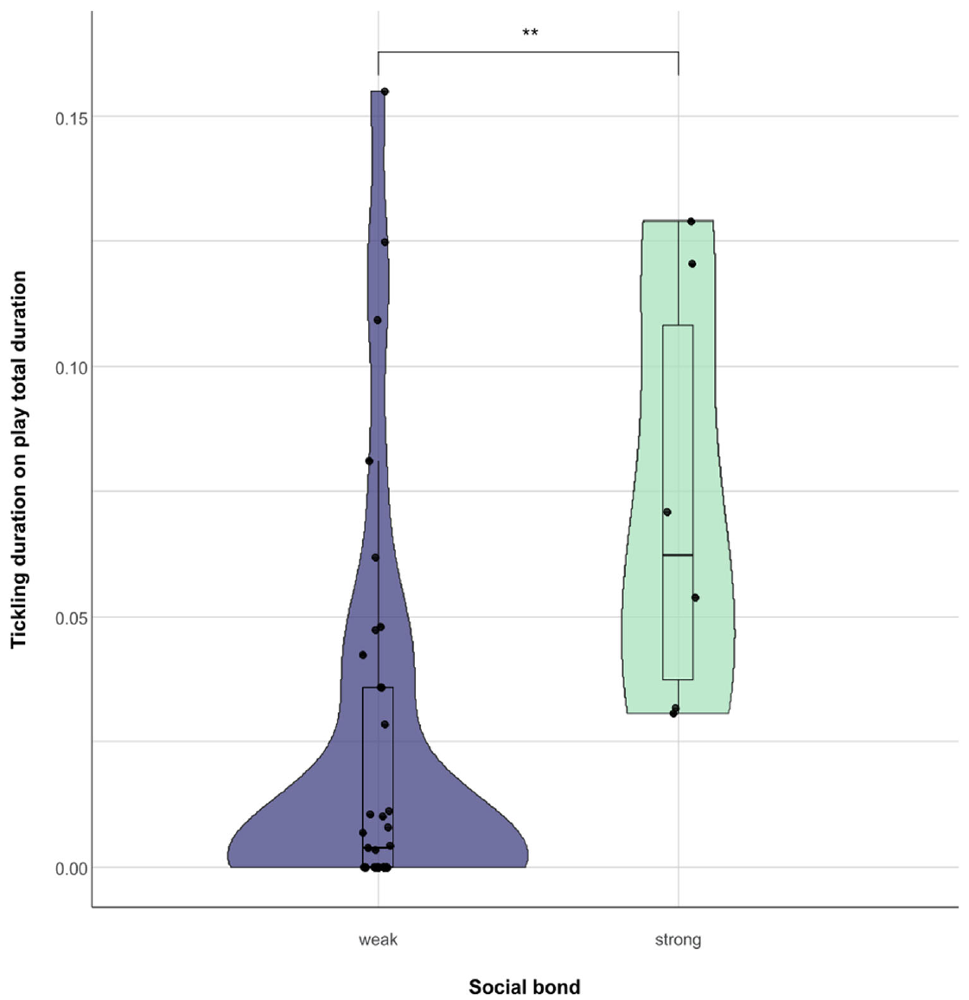 **
0.15
0.10
0.05
0.00
Tickling duration on play total duration
weak strong
Social bond